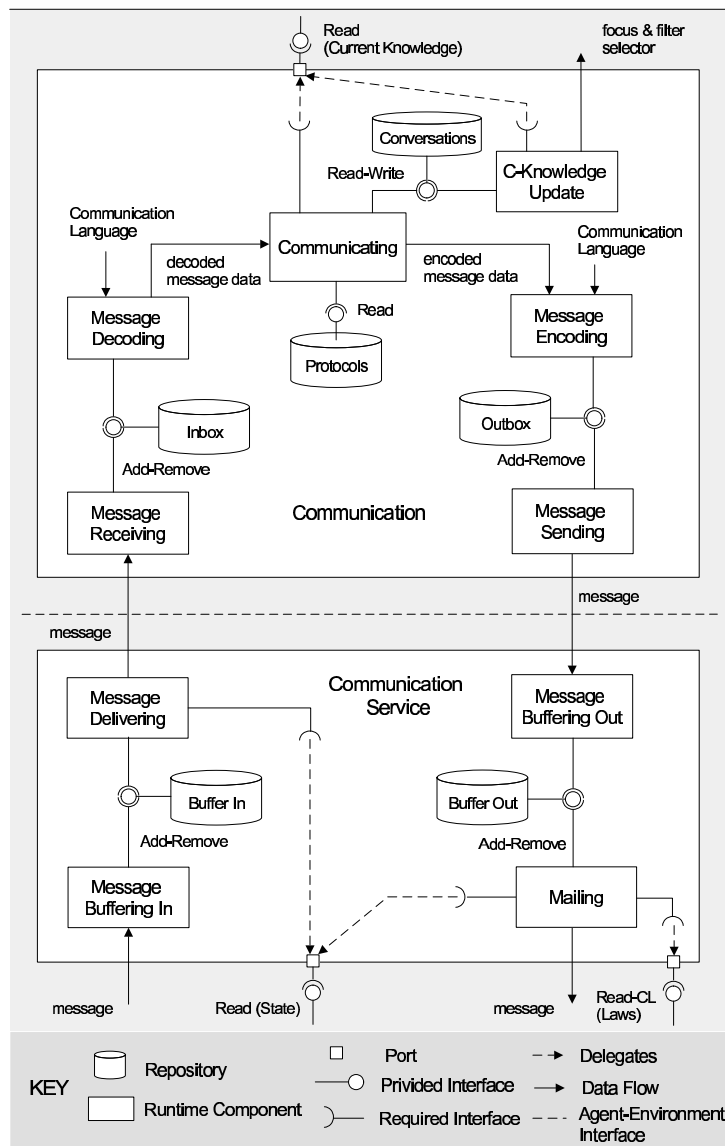 Read
(Current Knowledge)
focus & filter
selector
Conversations
Read-Write
C-Knowledge
Update
Communication
Language
decoded
message data
Communicating
encoded
message data
Communication
Language
Message
Decoding
Read
Message
Encoding
Protocols
Inbox
Outbox
Add-Remove
Add-Remove
Message
Receiving
Communication
Message
Sending
message
message
Message
Delivering
Communication
Service
Message
Buffering Out
Buffer In
Buffer Out
Add-Remove
Add-Remove
Message
Buffering In
Mailing
message
Read (State)
message
Read-CL
(Laws)
KEY
Repository
Runtime Component
Port
Privided Interface
Required Interface
Delegates
Data Flow
Agent-Environment
Interface